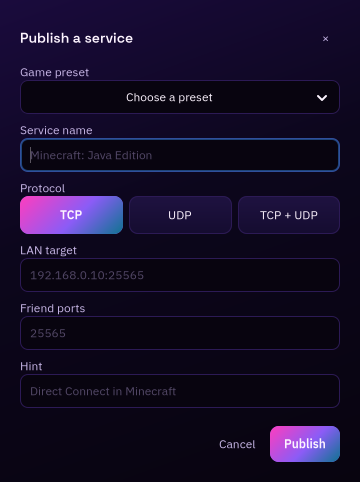 Publish a service ×
Game preset
Choose a preset
Service name
Minecraft: Java Edition
Protocol
TCP UDP TCP + UDP
LAN target
192.168.0.10:25565
Friend ports
25565
Hint
Direct Connect in Minecraft
Cancel Publish